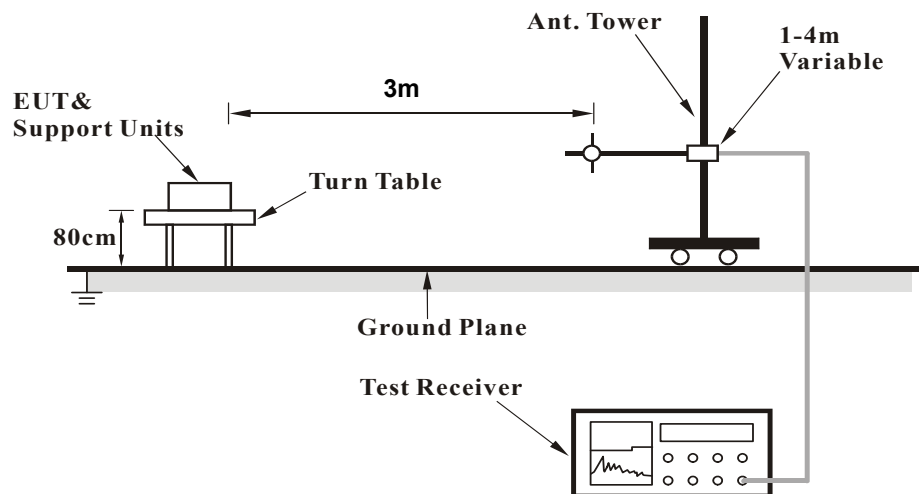 Ant. Tower
1-4m
Variable
3m
EUT&
Support Units
Turn Table
80cm
Ground Plane
Test Receiver